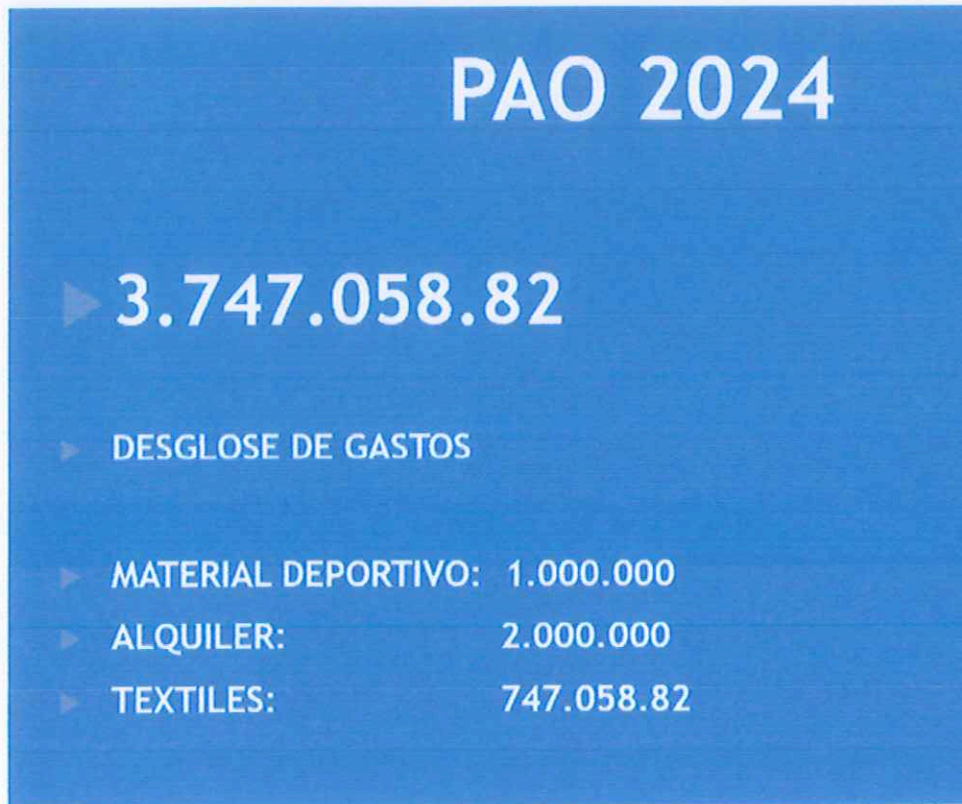 PAO 2024
3.747.058.82
DESGLOSE DE GASTOS
MATERIAL DEPORTIVO: 1.000.000
ALQUILER: 2.000.000
TEXTILES: 747.058.82